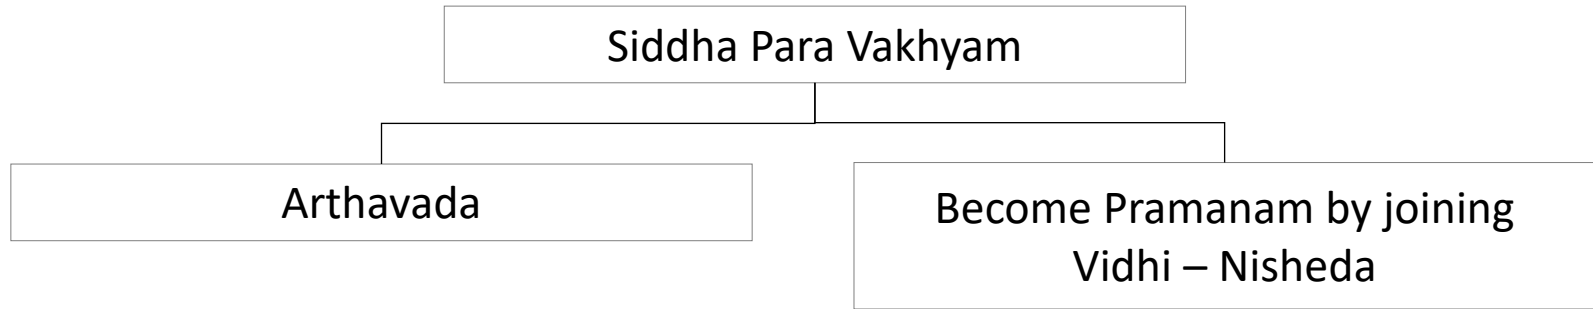 Siddha Para Vakhyam
Arthavada
Become Pramanam by joining
Vidhi – Nisheda